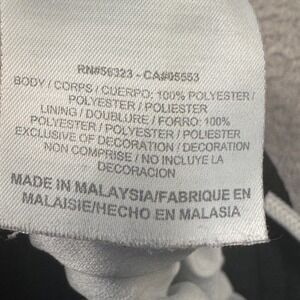 RN#56323 - CA#05553
BODY / CORPS / CUERPO: 100% POLYESTER /
POLYESTER / POLIESTER
LINING / DOUBLURE / FORRO: 100%
POLYESTER / POLYESTER / POLIESTER
EXCLUSIVE OF DECORATION / DECORATION
NON COMPRISE / NO INCLUYE LA
DECORACION
MADE IN MALAYSIA/FABRIQUE EN
MALAISIE/HECHO EN MALASIA